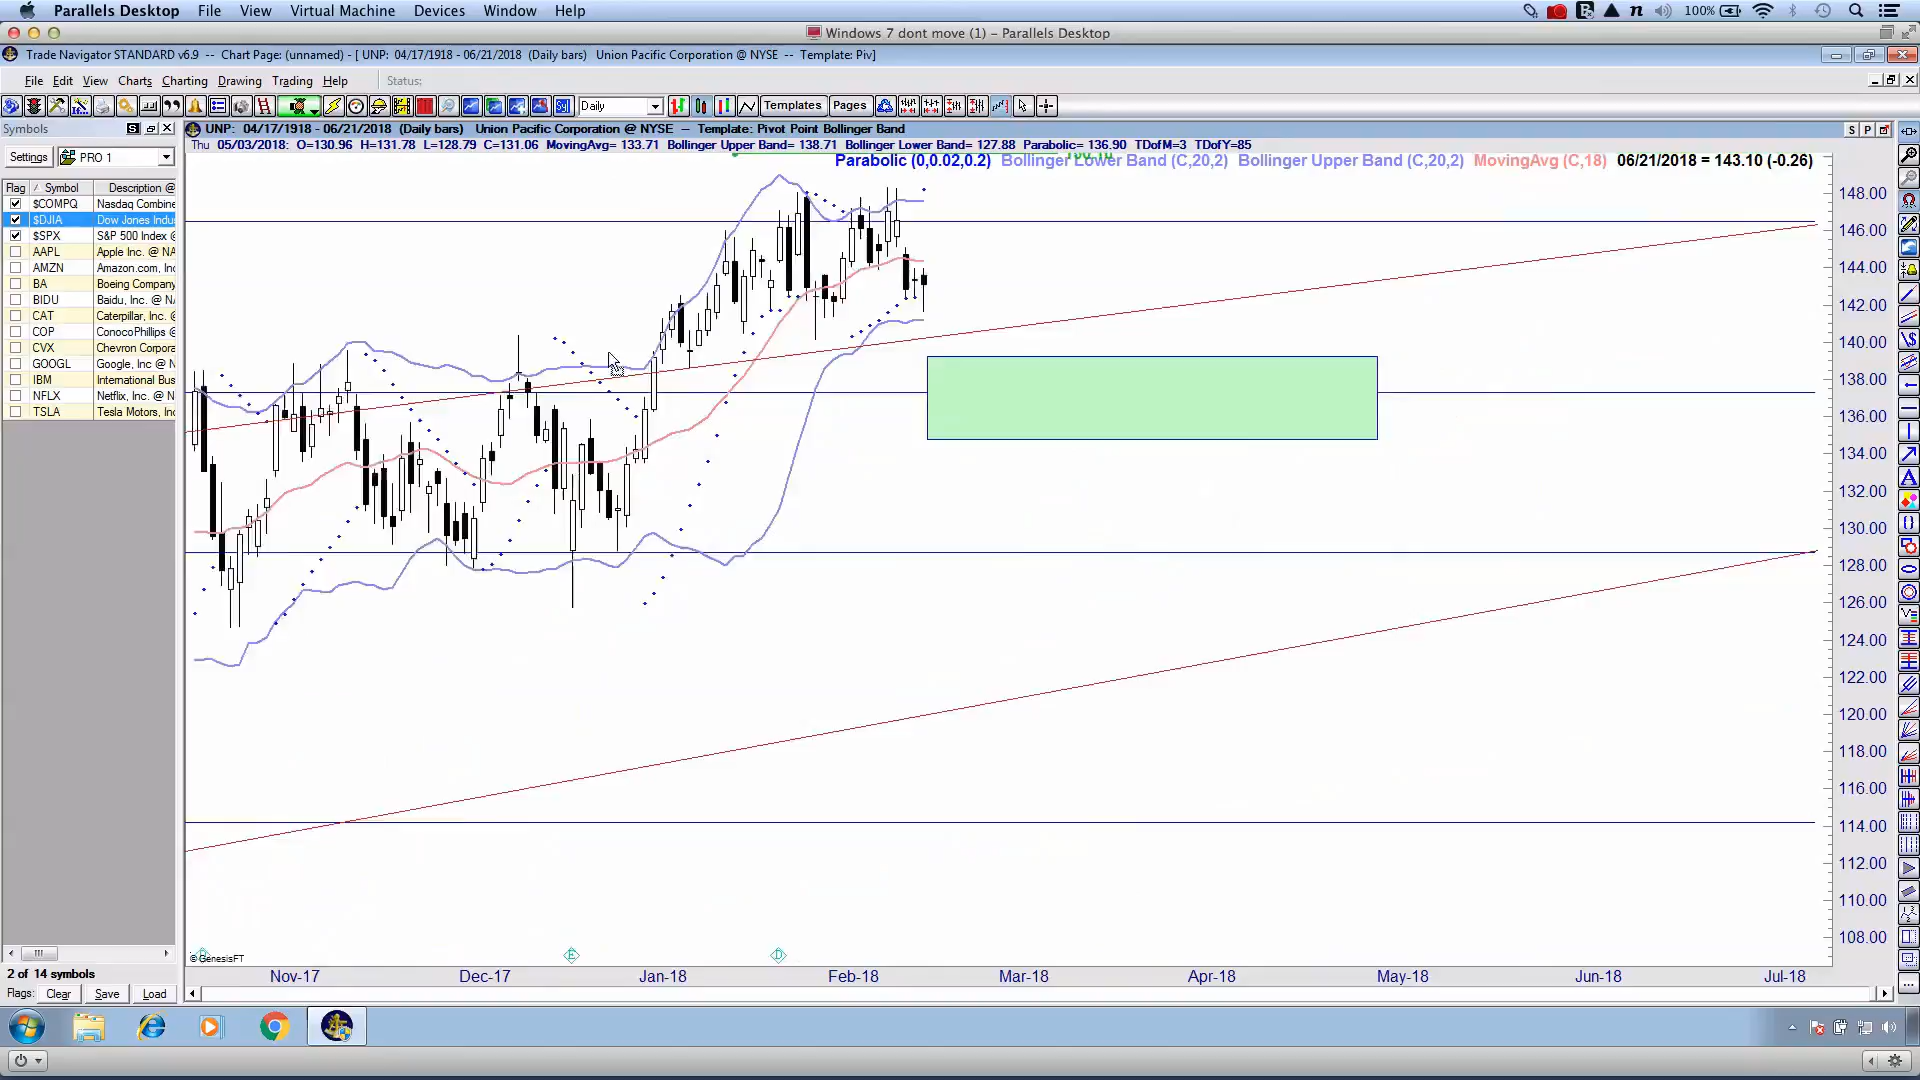 Parallels Desktop File View Virtual Machine Devices Window Help 100%
Windows 7 dont move (1) - Parallels Desktop
Trade Navigator STANDARD v6.9 -- Chart Page: (unnamed) - [ UNP: 04/17/1918 - 06/21/2018 (Daily bars) Union Pacific Corporation @ NYSE -- Template: Piv]
File Edit View Charts Charting Drawing Trading Help Status:
Daily Templates Pages
Symbols S
UNP: 04/17/1918 - 06/21/2018 (Daily bars) Union Pacific Corporation @ NYSE -- Template: Pivot Point Bollinger Band S P
Thu 05/03/2018: O=130.96 H=131.78 L=128.79 C=131.06 MovingAvg= 133.71 Bollinger Upper Band= 138.71 Bollinger Lower Band= 127.88 Parabolic= 136.90 TDofM=3 TDofY=85
Settings PRO 1
Parabolic (0,0.02,0.2) Bollinger Lower Band (C,20,2) Bollinger Upper Band (C,20,2) MovingAvg (C,18) 06/21/2018 = 143.10 (-0.26)
Flag Symbol Description @
$COMPQ Nasdaq Combine
$DJIA Dow Jones Indu
$SPX S&P 500 Index @
AAPL Apple Inc. @ NA
AMZN Amazon.com, Inc
BA Boeing Company
BIDU Baidu, Inc. @ NA
CAT Caterpillar, Inc. @
COP ConocoPhillips @
CVX Chevron Corpora
GOOGL Google, Inc @ N
IBM International Bus
NFLX Netflix, Inc. @ NA
TSLA Tesla Motors, Inc
148.00
146.00
144.00
142.00
140.00
138.00
136.00
134.00
132.00
130.00
128.00
126.00
124.00
122.00
120.00
118.00
116.00
114.00
112.00
110.00
108.00
E D
© GenesisFT
Nov-17 Dec-17 Jan-18 Feb-18 Mar-18 Apr-18 May-18 Jun-18 Jul-18
2 of 14 symbols
Flags: Clear Save Load